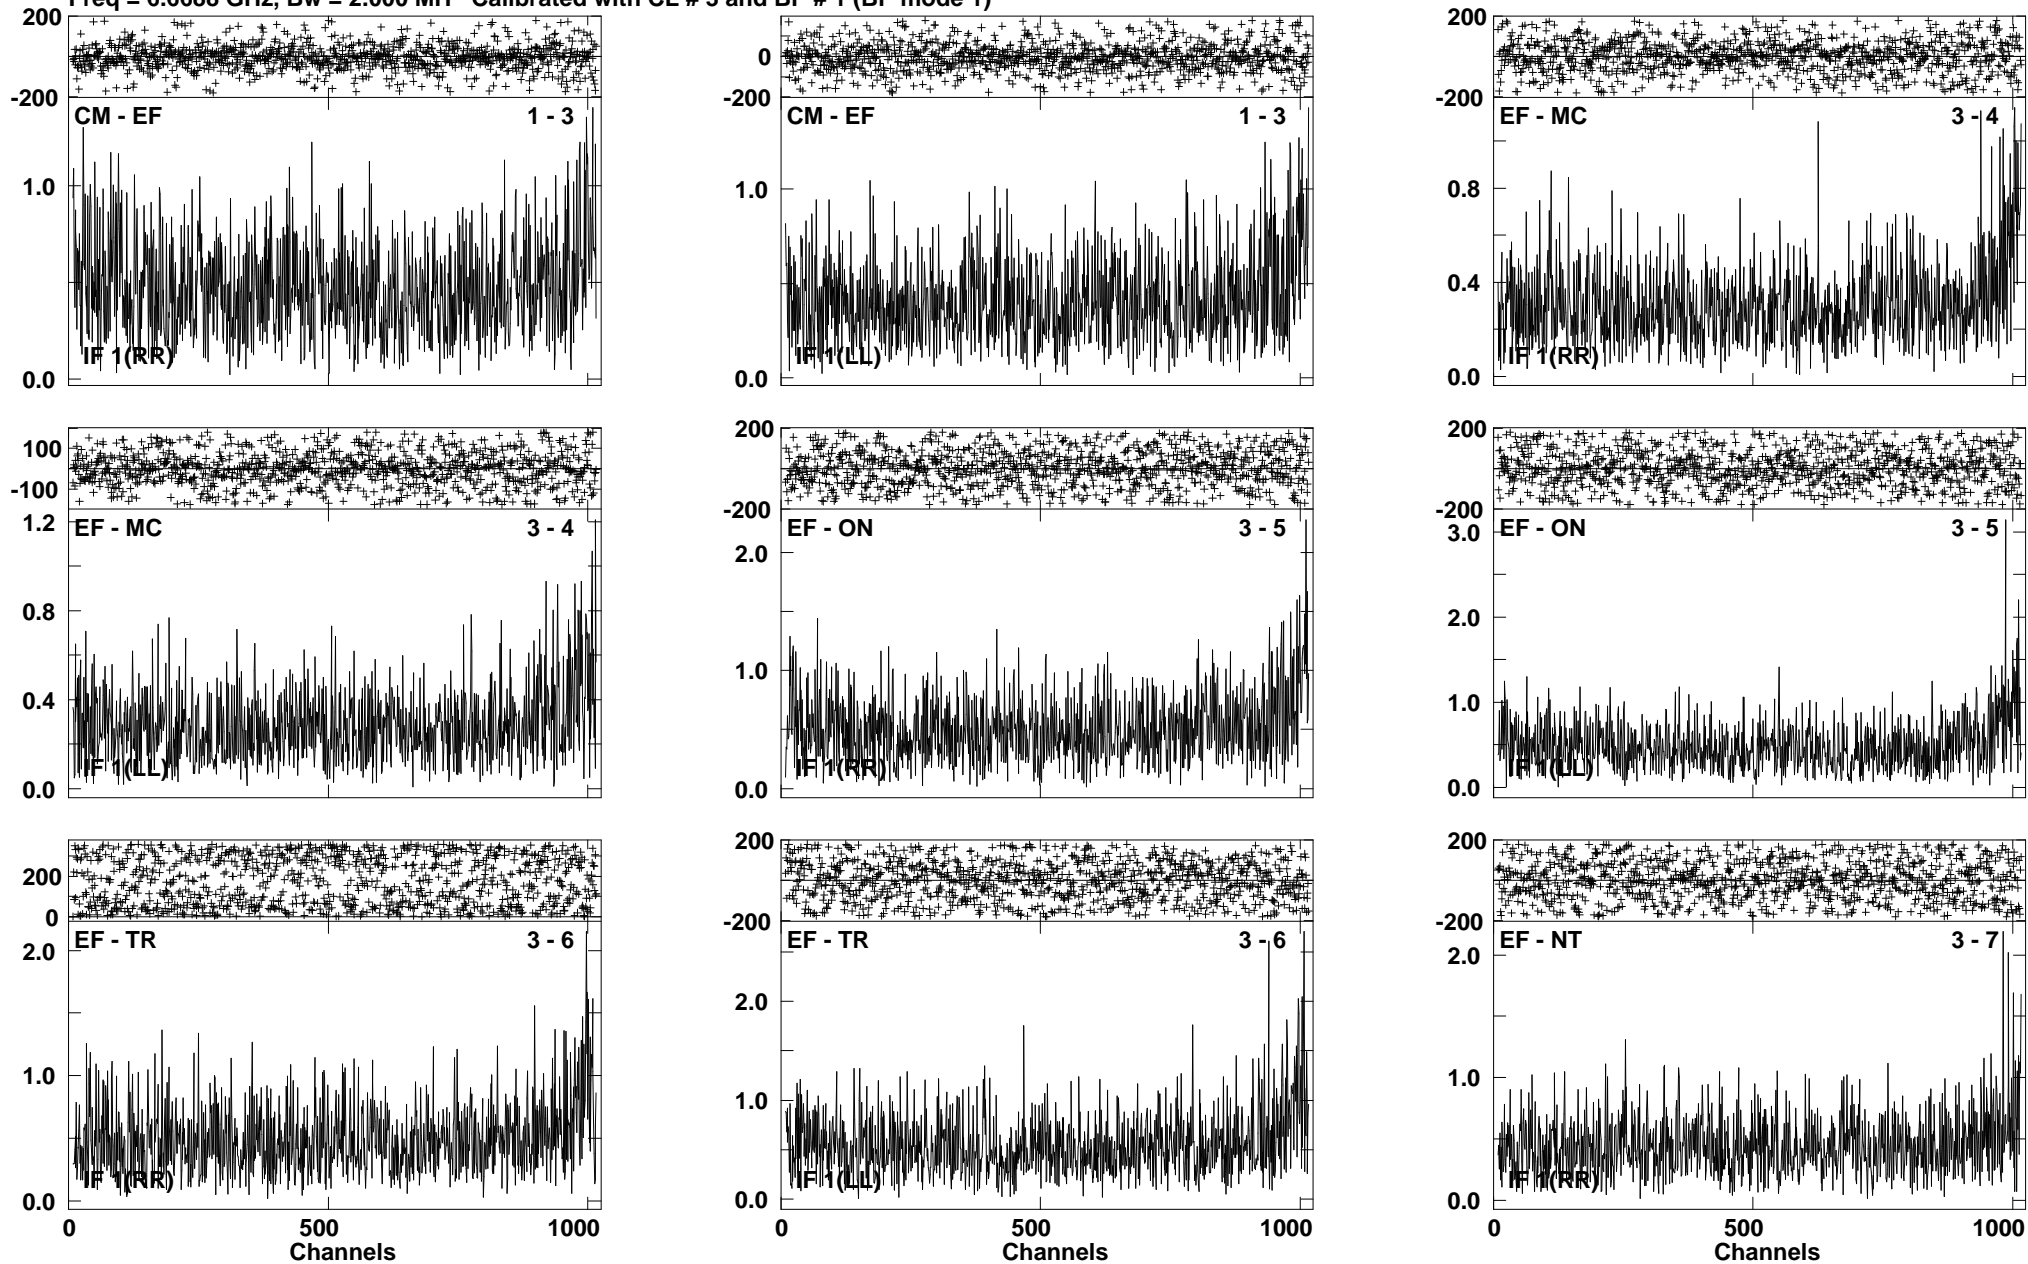 Freq = 6.6688 GHz, Bw = 2.000 MH Calibrated with CL # 3 and BP # 1 (BP mode 1)
200
-200
CM - EF 1 - 3
1.0
0.0
IF 1(RR)
200
0
-200
CM - EF 1 - 3
1.0
0.0
IF 1(LL)
200
-200
EF - MC 3 - 4
0.8
0.4
0.0
IF 1(RR)
100
-100
EF - MC 3 - 4
1.2
0.8
0.4
0.0
IF 1(LL)
200
-200
EF - ON 3 - 5
2.0
1.0
0.0
IF 1(RR)
200
-200
EF - ON 3 - 5
3.0
2.0
1.0
0.0
IF 1(LL)
200
0
EF - TR 3 - 6
2.0
1.0
0.0
IF 1(RR)
0 500 1000
Channels
200
-200
EF - TR 3 - 6
2.0
1.0
0.0
IF 1(LL)
0 500 1000
Channels
200
-200
EF - NT 3 - 7
2.0
1.0
0.0
IF 1(RR)
0 500 1000
Channels